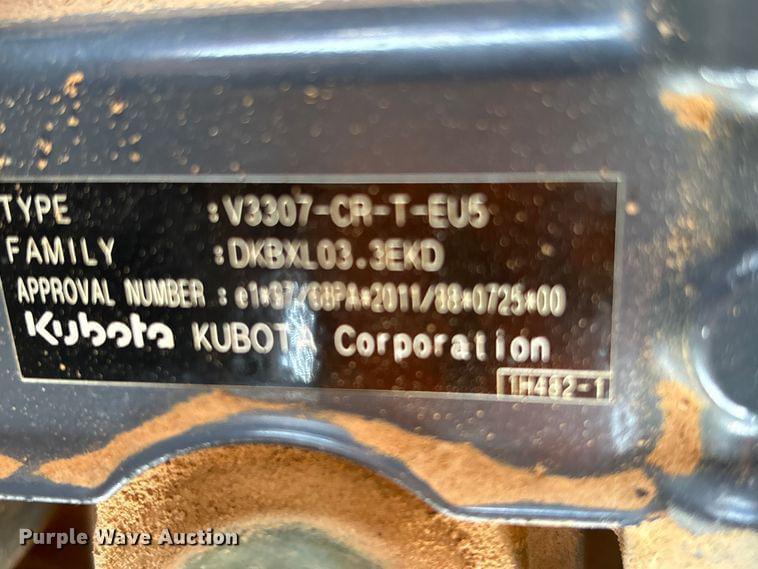 TYPE :V3307-CR-T-EU5
FAMILY :DKBXL03.3EKD
APPROVAL NUMBER : e1*97/68PA*2011/88*0725*00
Kubota KUBOTA Corporation
1H482-1
Purple Wave Auction